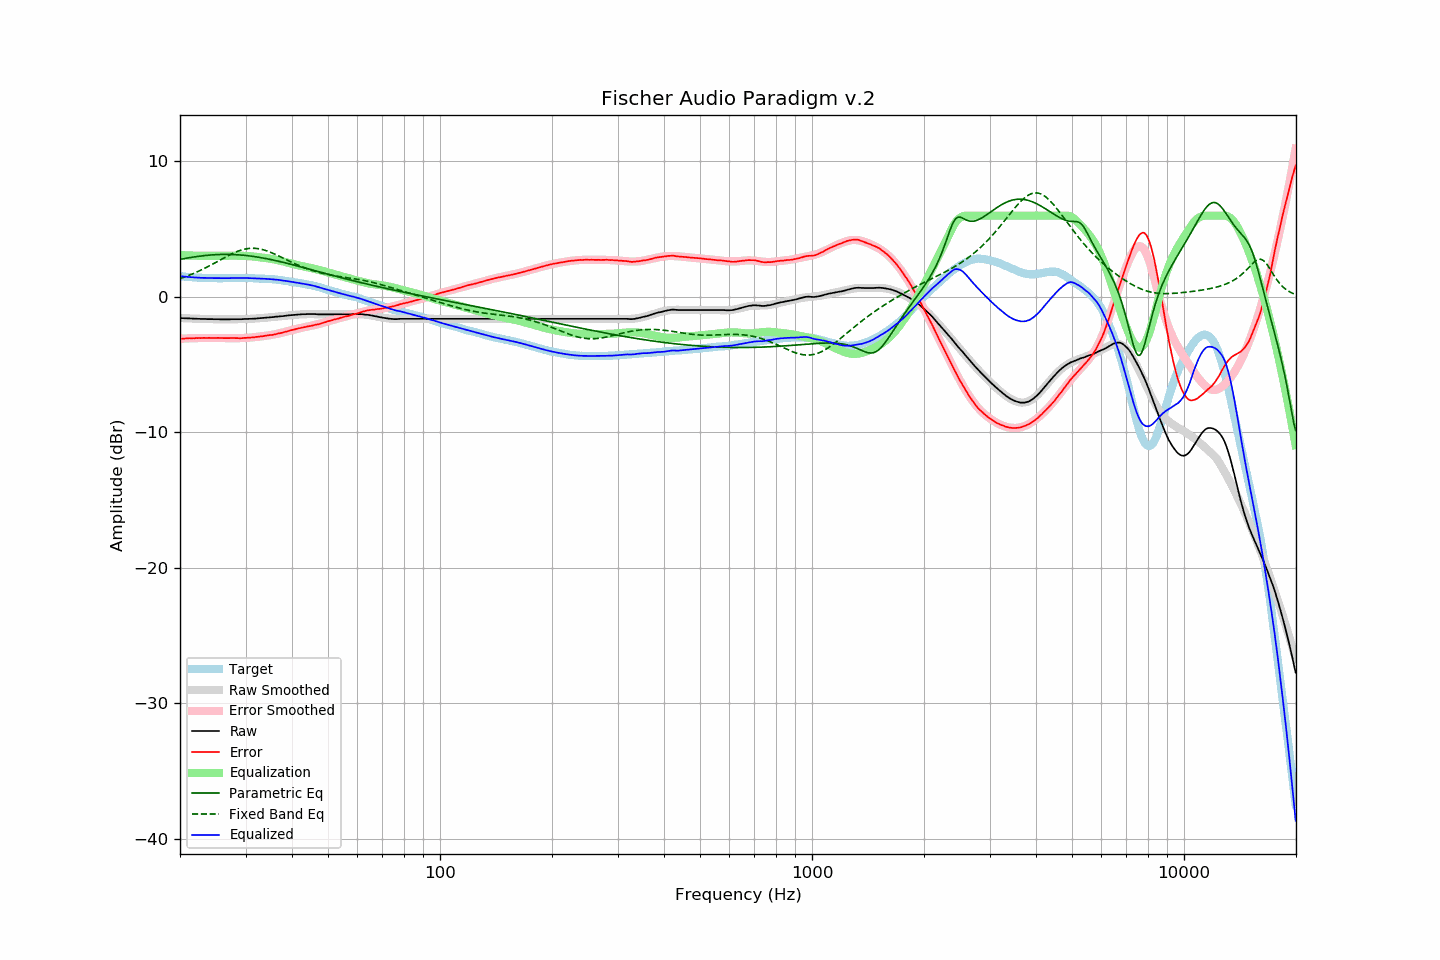 Fischer Audio Paradigm v.2
10
0
−10
−20
−30
−40
Amplitude (dBr)
Target
Raw Smoothed
Error Smoothed
Raw
Error
Equalization
Parametric Eq
Fixed Band Eq
Equalized
100
1000
10000
Frequency (Hz)